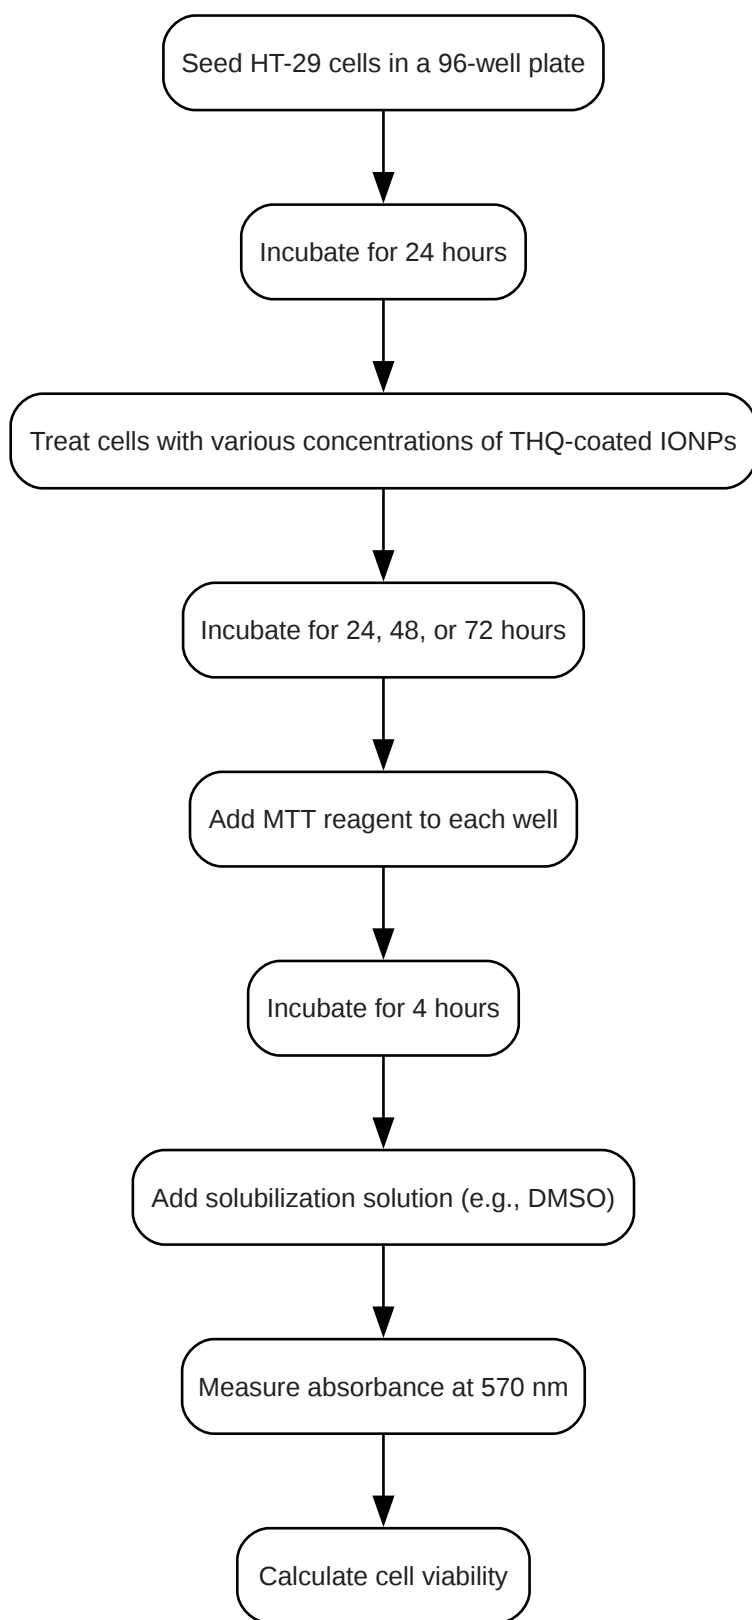 Seed HT-29 cells in a 96-well plate
Incubate for 24 hours
Treat cells with various concentrations of THQ-coated IONPs
Incubate for 24, 48, or 72 hours
Add MTT reagent to each well
Incubate for 4 hours
Add solubilization solution (e.g., DMSO)
Measure absorbance at 570 nm
Calculate cell viability